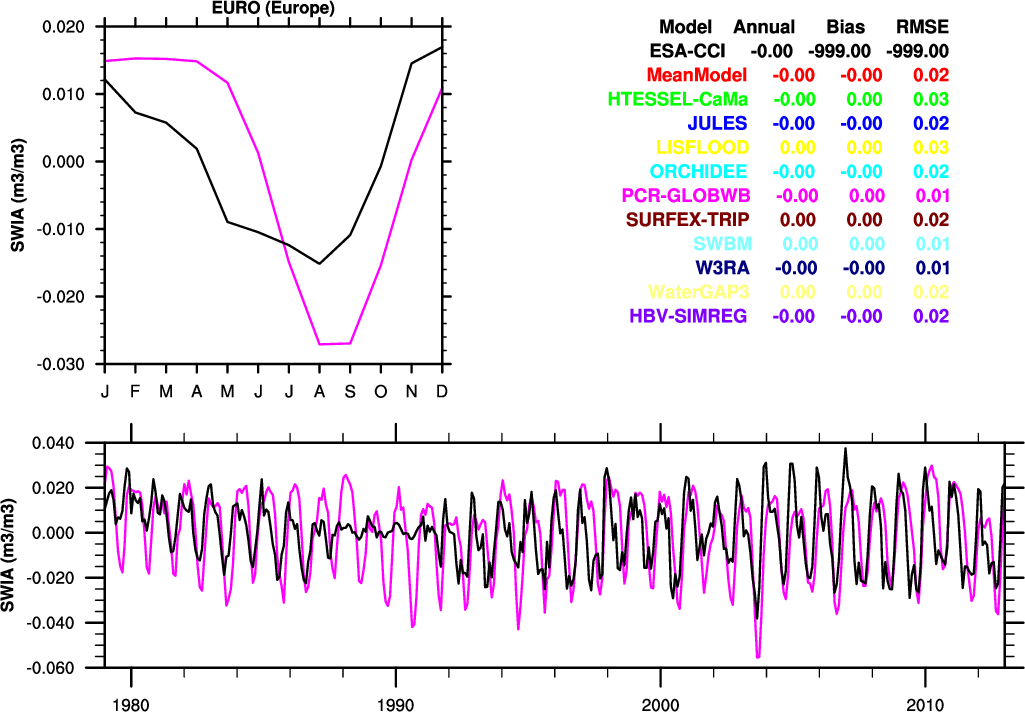 EURO (Europe)
0.020
0.010
0.000
-0.010
-0.020
-0.030
SWIA (m3/m3)
J F M A M J J A S O N D
Model Annual Bias RMSE
ESA-CCI -0.00 -999.00 -999.00
MeanModel -0.00 -0.00 0.02
HTESSEL-CaMa -0.00 0.00 0.03
JULES -0.00 -0.00 0.02
LISFLOOD 0.00 0.00 0.03
ORCHIDEE -0.00 -0.00 0.02
PCR-GLOBWB -0.00 0.00 0.01
SURFEX-TRIP 0.00 0.00 0.02
SWBM 0.00 0.00 0.01
W3RA -0.00 -0.00 0.01
WaterGAP3 0.00 0.00 0.02
HBV-SIMREG -0.00 -0.00 0.02
0.040
0.020
0.000
-0.020
-0.040
-0.060
SWIA (m3/m3)
1980 1990 2000 2010